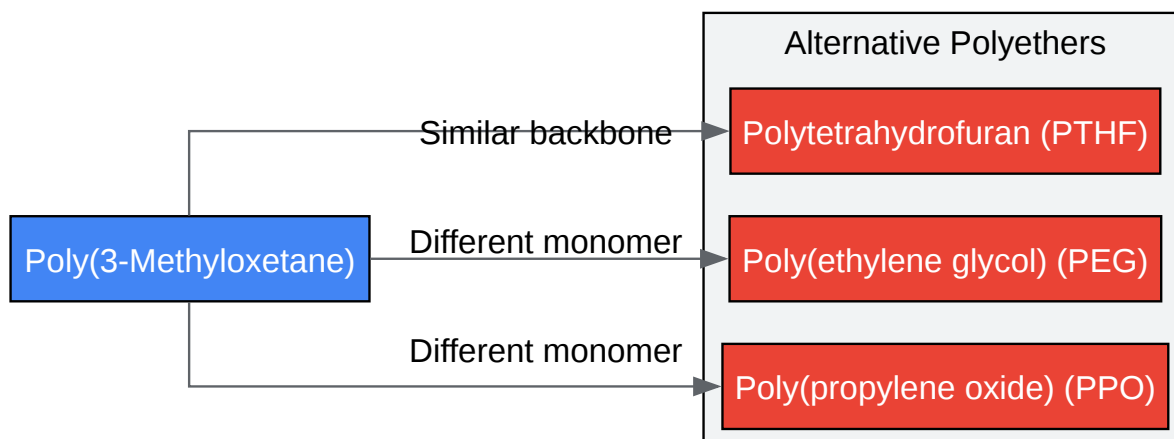 Alternative Polyethers
Similar backbone
Polytetrahydrofuran (PTHF)
Poly(3-Methyloxetane)
Different monomer
Poly(ethylene glycol) (PEG)
Different monomer
Poly(propylene oxide) (PPO)